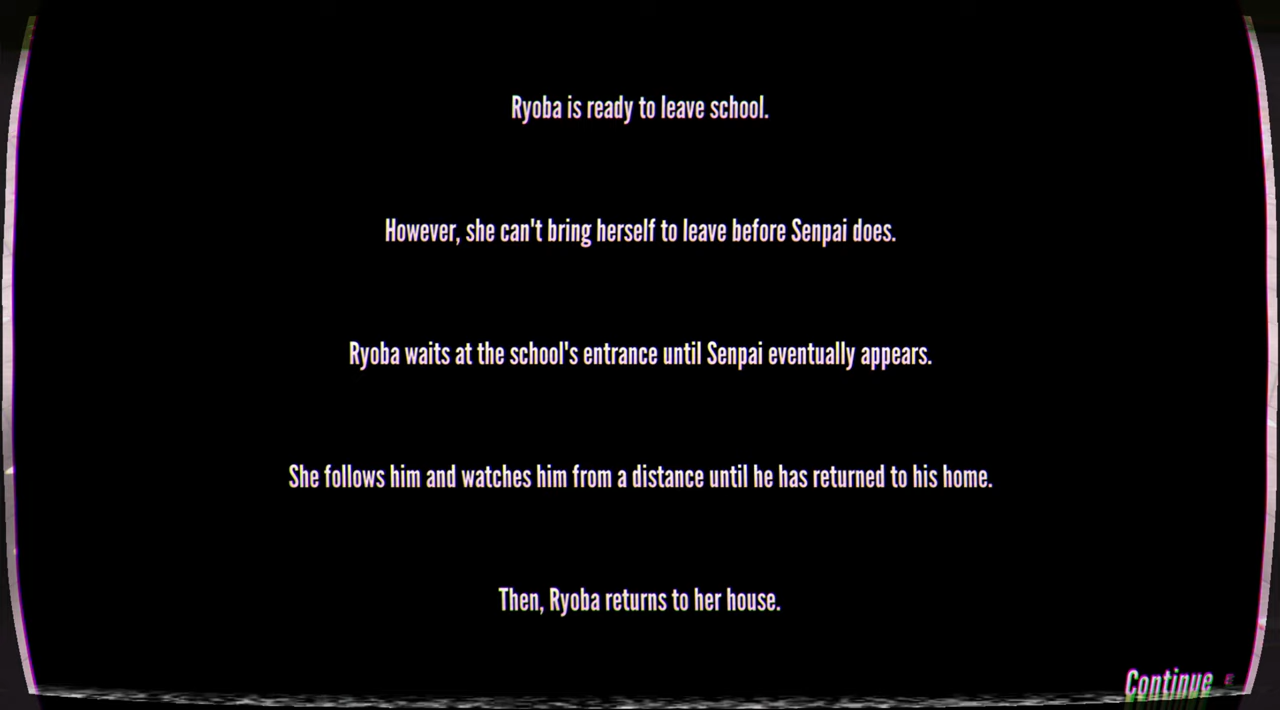 Ryoba is ready to leave school.
However, she can't bring herself to leave before Senpai does.
Ryoba waits at the school's entrance until Senpai eventually appears.
She follows him and watches him from a distance until he has returned to his home.
Then, Ryoba returns to her house.
Continue E